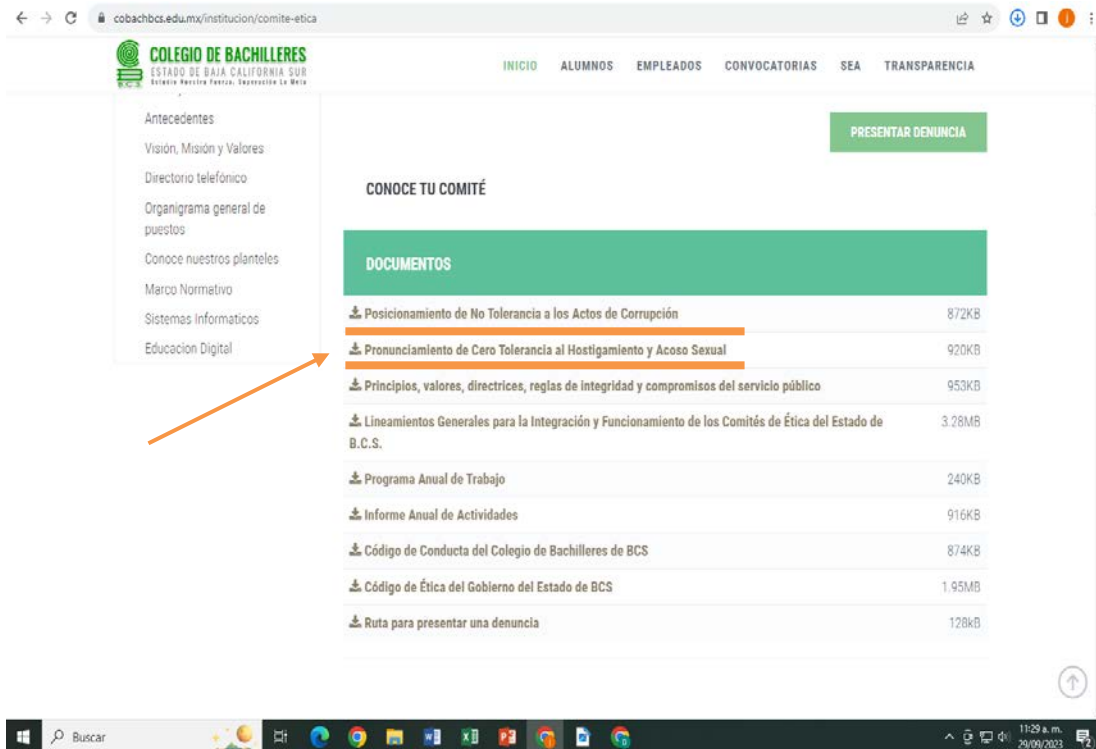 cobachbcs.edu.mx/institucion/comite-etica
COLEGIO DE BACHILLERES
ESTADO DE BAJA CALIFORNIA SUR
B.C.S.
INICIO ALUMNOS EMPLEADOS CONVOCATORIAS SEA TRANSPARENCIA
Antecedentes
Visión, Misión y Valores
Directorio telefónico
Organigrama general de
puestos
Conoce nuestros planteles
Marco Normativo
Sistemas Informaticos
Educacion Digital
PRESENTAR DENUNCIA
CONOCE TU COMITÉ
DOCUMENTOS
Posicionamiento de No Tolerancia a los Actos de Corrupción 872KB
Pronunciamiento de Cero Tolerancia al Hostigamiento y Acoso Sexual 920KB
Principios, valores, directrices, reglas de integridad y compromisos del servicio público 953KB
Lineamientos Generales para la Integración y Funcionamiento de los Comités de Ética del Estado de 3.28MB
B.C.S.
Programa Anual de Trabajo 240KB
Informe Anual de Actividades 916KB
Código de Conducta del Colegio de Bachilleres de BCS 874KB
Código de Ética del Gobierno del Estado de BCS 1.95MB
Ruta para presentar una denuncia 128kB
Buscar
11:29 a. m.
29/09/2023